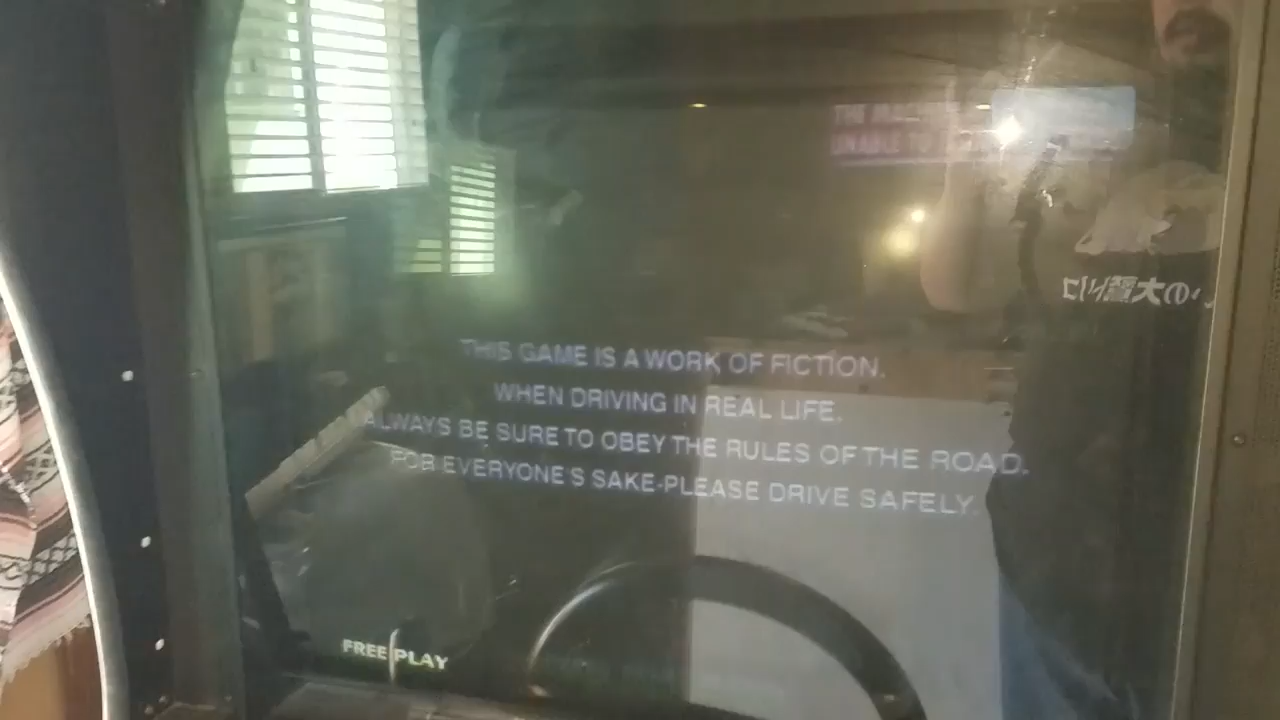 THIS GAME IS A WORK OF FICTION.
WHEN DRIVING IN REAL LIFE.
ALWAYS BE SURE TO OBEY THE RULES OF THE ROAD.
FOR EVERYONE'S SAKE-PLEASE DRIVE SAFELY.
FREE PLAY